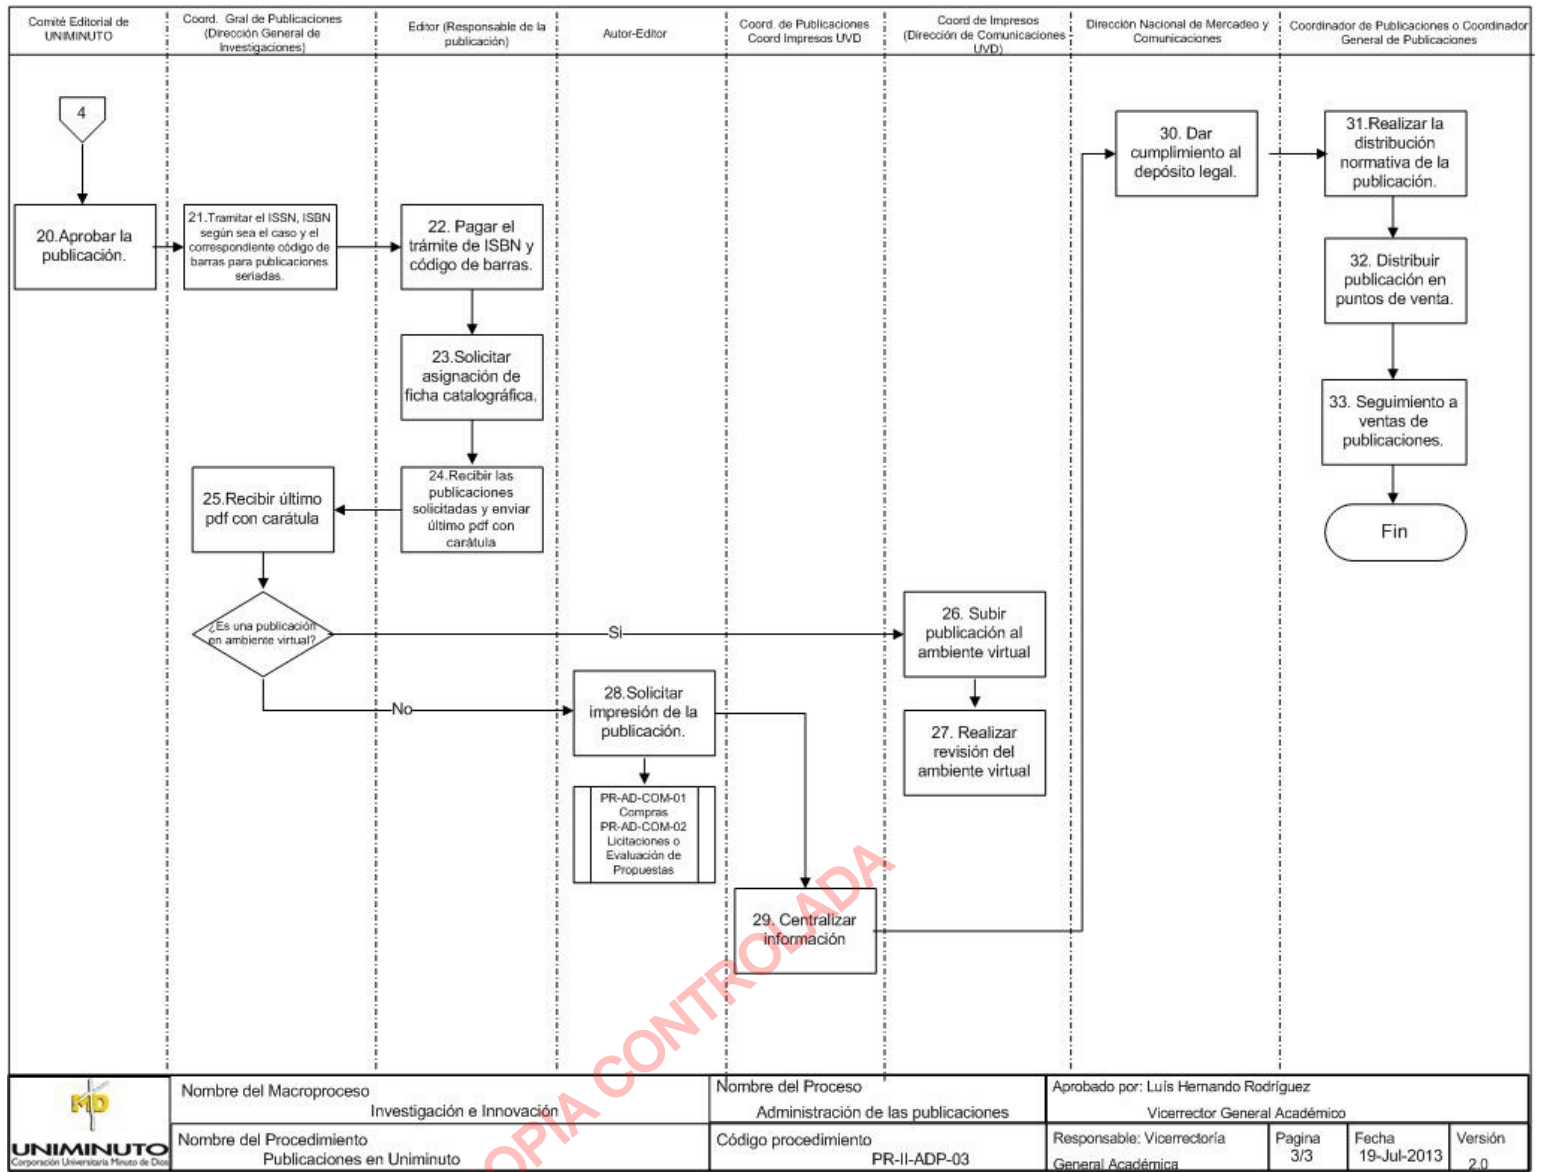 Comité Editorial de
UNIMINUTO
Coord. Gral de Publicaciones
(Dirección General de
Investigaciones)
Editor (Responsable de la
publicación)
Autor-Editor
Coord. de Publicaciones
Coord Impresos UVD
Coord de Impresos
(Dirección de Comunicaciones
UVD)
Dirección Nacional de Mercadeo y
Comunicaciones
Coordinador de Publicaciones o Coordinador
General de Publicaciones
4
20.Aprobar la
publicación.
21.Tramitar el ISSN, ISBN
según sea el caso y el
correspondiente código de
barras para publicaciones
seriadas.
22. Pagar el
trámite de ISBN y
código de barras.
23.Solicitar
asignación de
ficha catalográfica.
24.Recibir las
publicaciones
solicitadas y enviar
último pdf con
carátula
25.Recibir último
pdf con carátula
¿Es una publicación
en ambiente virtual?
Si
No
26. Subir
publicación al
ambiente virtual
27. Realizar
revisión del
ambiente virtual
28.Solicitar
impresión de la
publicación.
PR-AD-COM-01
Compras
PR-AD-COM-02
Licitaciones o
Evaluación de
Propuestas
29. Centralizar
información
30. Dar
cumplimiento al
depósito legal.
31.Realizar la
distribución
normativa de la
publicación.
32. Distribuir
publicación en
puntos de venta.
33. Seguimiento a
ventas de
publicaciones.
Fin
OPIA CONTROLADA
MD
UNIMINUTO
Corporación Universitaria Minuto de Dios
Nombre del Macroproceso
Investigación e Innovación
Nombre del Proceso
Administración de las publicaciones
Aprobado por: Luís Hernando Rodríguez
Vicerrector General Académico
Nombre del Procedimiento
Publicaciones en Uniminuto
Código procedimiento
PR-II-ADP-03
Responsable: Vicerrectoría
General Académica
Pagina
3/3
Fecha
19-Jul-2013
Versión
2.0